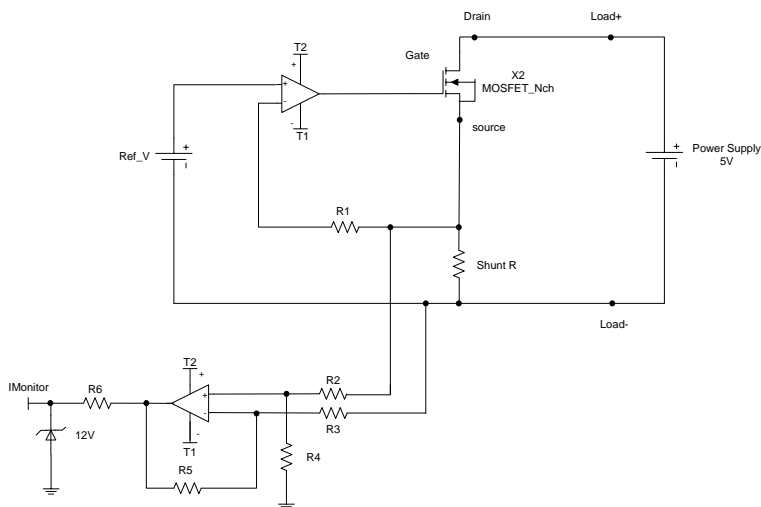 Drain
Load+
T2
Gate
+
X2
MOSFET_Nch
+
-
-
T1
source
Ref_V
+
-
Power Supply
5V
+
-
R1
Shunt R
Load-
T2
+
IMonitor
R6
R2
+
-
R3
12V
T1
-
R4
R5